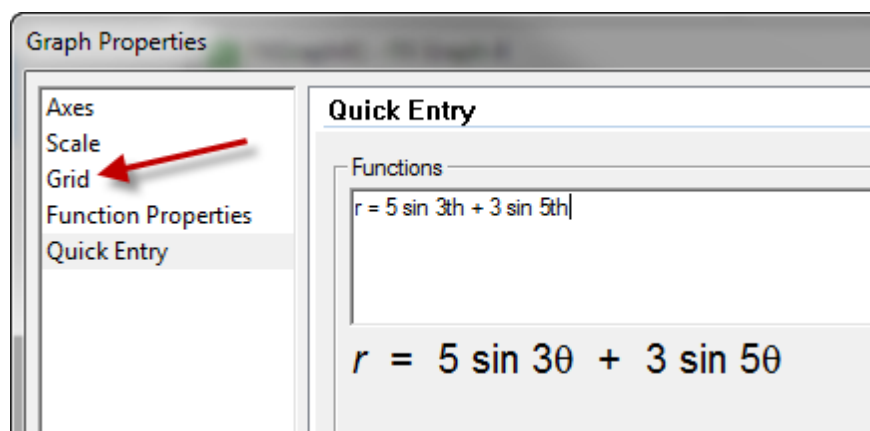 Graph Properties
Axes
Scale
Grid
Function Properties
Quick Entry
Quick Entry
Functions
r = 5 sin 3th + 3 sin 5th
r = 5 sin 3θ + 3 sin 5θ